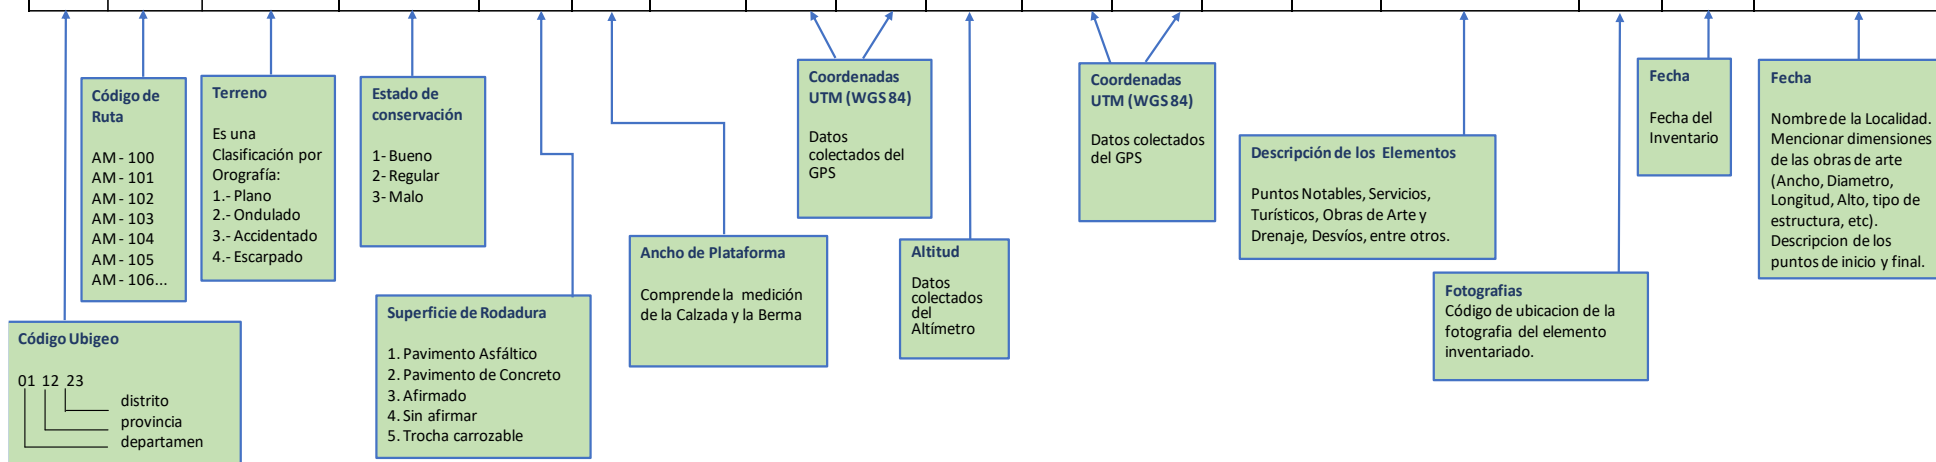 Código de
Ruta
AM - 100
AM - 101
AM - 102
AM - 103
AM - 104
AM - 105
AM - 106...
Terreno
Es una
Clasificación por
Orografía:
1.- Plano
2.- Ondulado
3.- Accidentado
4.- Escarpado
Estado de
conservación
1- Bueno
2- Regular
3- Malo
Coordenadas
UTM (WGS84)
Datos
colectados del
GPS
Coordenadas
UTM (WGS84)
Datos colectados
del GPS
Fecha
Fecha del
Inventario
Fecha
Nombre de la Localidad.
Mencionar dimensiones
de las obras de arte
(Ancho, Diametro,
Longitud, Alto, tipo de
estructura, etc).
Descripcion de los
puntos de inicio y final.
Descripción de los Elementos
Puntos Notables, Servicios,
Turísticos, Obras de Arte y
Drenaje, Desvíos, entre otros.
Ancho de Plataforma
Comprende la medición
de la Calzada y la Berma
Altitud
Datos
colectados
del
Altímetro
Fotografias
Código de ubicacion de la
fotografia del elemento
inventariado.
Superficie de Rodadura
1. Pavimento Asfáltico
2. Pavimento de Concreto
3. Afirmado
4. Sin afirmar
5. Trocha carrozable
Código Ubigeo
01 12 23
distrito
provincia
departamen